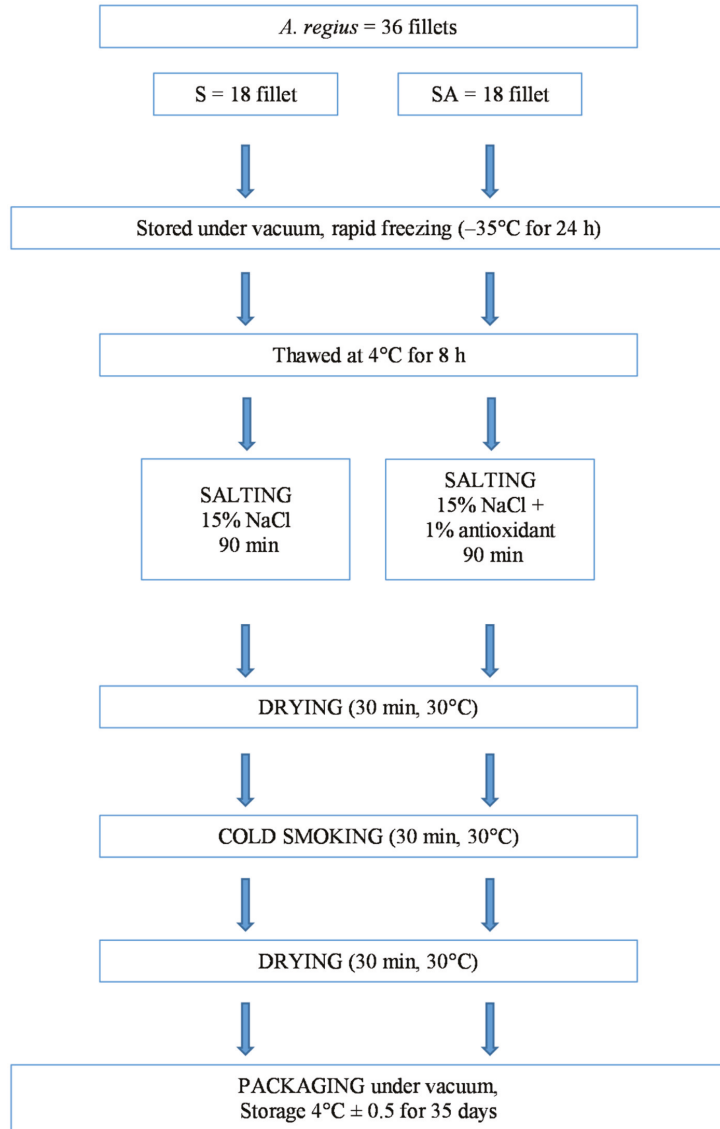 A. regius = 36 fillets
S = 18 fillet
SA = 18 fillet
Stored under vacuum, rapid freezing (–35°C for 24 h)
Thawed at 4°C for 8 h
SALTING
15% NaCl
90 min
SALTING
15% NaCl +
1% antioxidant
90 min
DRYING (30 min, 30°C)
COLD SMOKING (30 min, 30°C)
DRYING (30 min, 30°C)
PACKAGING under vacuum,
Storage 4°C ± 0.5 for 35 days